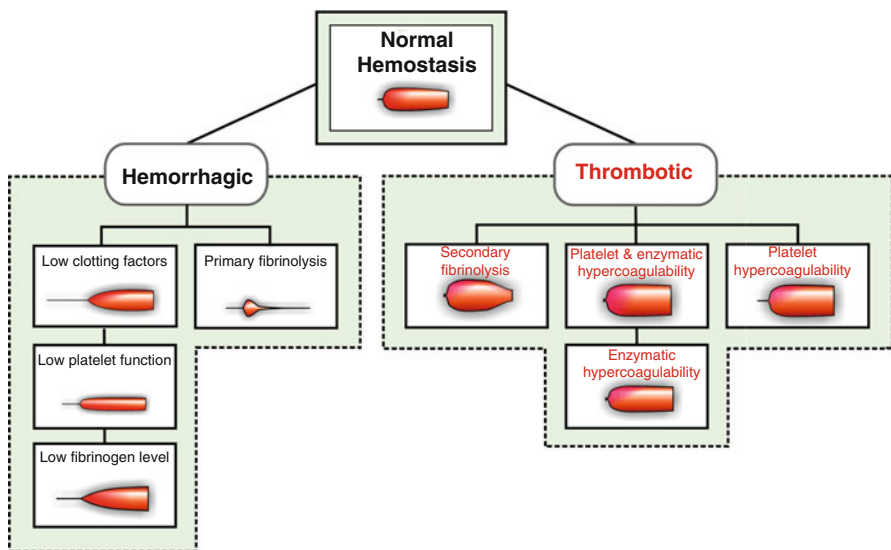 Normal
Hemostasis
Hemorrhagic
Thrombotic
Low clotting factors
Primary fibrinolysis
Secondary
fibrinolysis
Platelet & enzymatic
hypercoagulability
Platelet
hypercoagulability
Low platelet function
Enzymatic
hypercoagulability
Low fibrinogen level